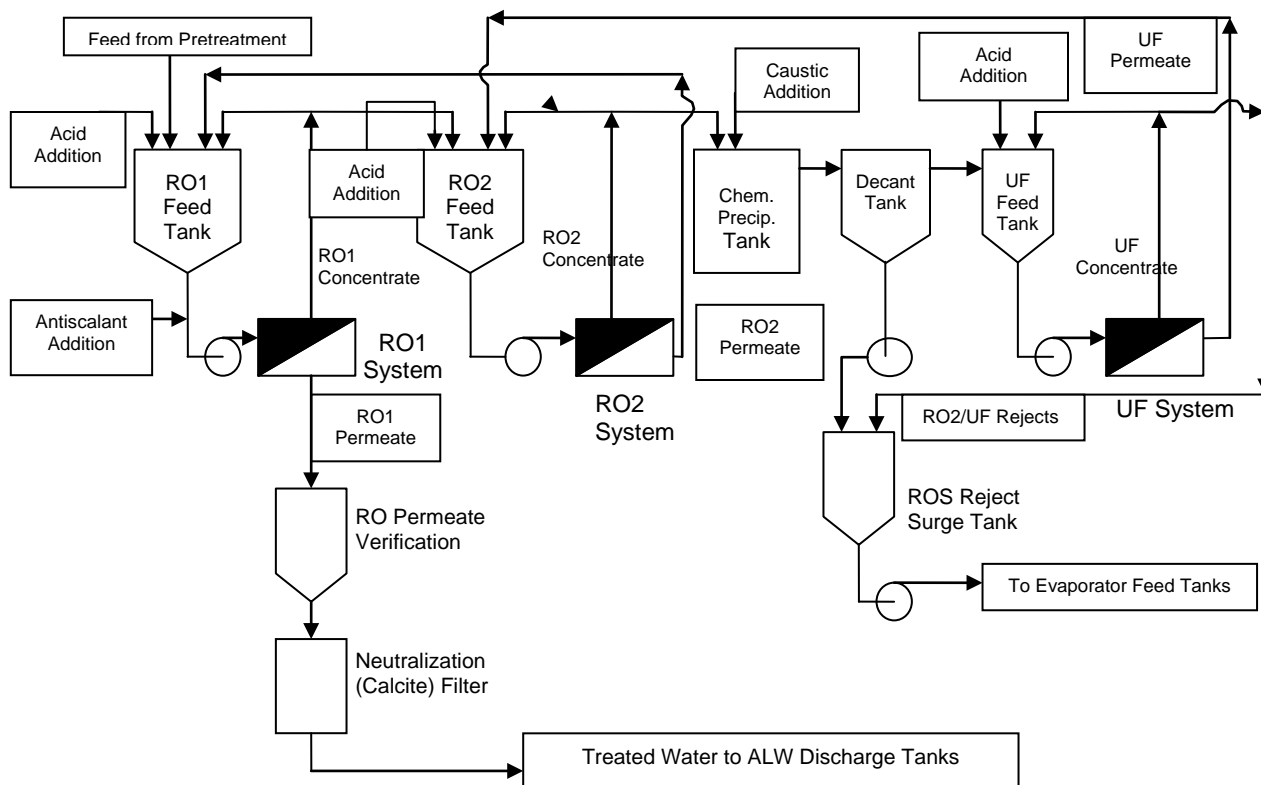 Feed from Pretreatment
UF
Permeate
Caustic
Addition
Acid
Addition
Acid
Addition
Acid
Addition
RO1
Feed
Tank
RO2
Feed
Tank
Chem.
Precip.
Tank
Decant
Tank
UF
Feed
Tank
RO1
Concentrate
RO2
Concentrate
UF
Concentrate
Antiscalant
Addition
RO1
System
RO2
Permeate
RO2
System
UF System
RO1
Permeate
RO2/UF Rejects
RO Permeate
Verification
ROS Reject
Surge Tank
To Evaporator Feed Tanks
Neutralization
(Calcite) Filter
Treated Water to ALW Discharge Tanks